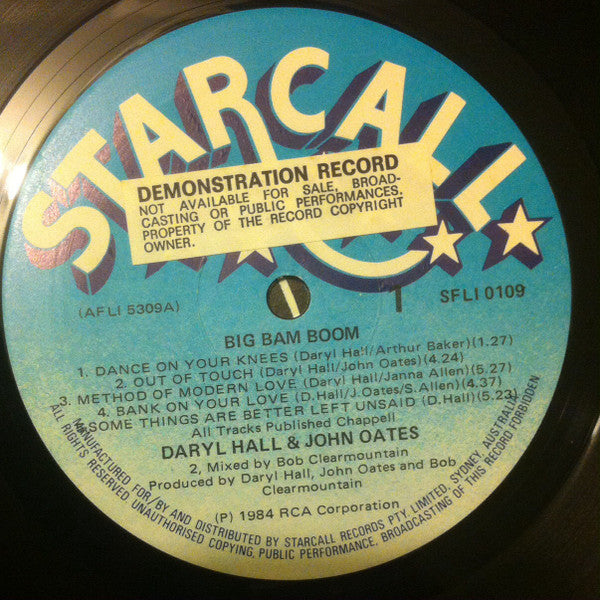 STARCALL
DEMONSTRATION RECORD
NOT AVAILABLE FOR SALE, BROAD-
CASTING OR PUBLIC PERFORMANCES.
PROPERTY OF THE RECORD COPYRIGHT
OWNER.
(AFLI 5309A)
1
SFLI 0109
BIG BAM BOOM
1. DANCE ON YOUR KNEES (Daryl Hall/Arthur Baker)(1.27)
2. OUT OF TOUCH (Daryl Hall/John Oates)(4.24)
3. METHOD OF MODERN LOVE (Daryl Hall/Janna Allen)(5.27)
4. BANK ON YOUR LOVE (D.Hall/J.Oates/S.Allen)(4.37)
SOME THINGS ARE BETTER LEFT UNSAID (D.Hall)(5.23)
All Tracks Published Chappell
DARYL HALL & JOHN OATES
2, Mixed by Bob Clearmountain
Produced by Daryl Hall, John Oates and Bob
Clearmountain
(P) 1984 RCA Corporation
MANUFACTURED FOR/BY AND DISTRIBUTED BY STARCALL RECORDS PTY LIMITED, SYDNEY AUSTRALIA
ALL RIGHTS RESERVED UNAUTHORISED COPYING, PUBLIC PERFORMANCE, BROADCASTING OF THIS RECORD FORBIDDEN